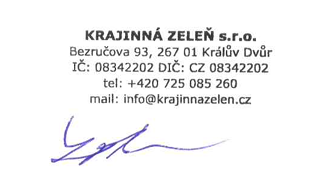 KRAJINNÁ ZELEŇ s.r.o.
Bezručova 93, 267 01 Králův Dvůr
IČ: 08342202 DIČ: CZ 08342202
tel: +420 725 085 260
mail: info@krajinnazelen.cz